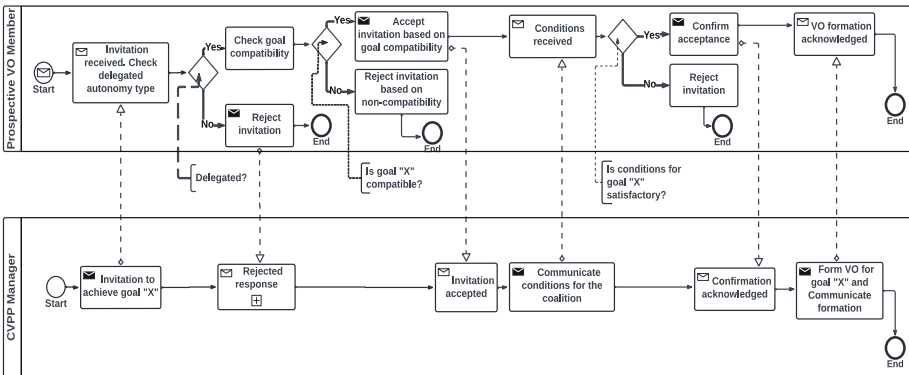 Prospective VO Member
Start
Invitation
received. Check
delegated
autonomy type
Yes
Check goal
compatibility
No
Reject
invitation
End
Delegated?
Yes
Accept
invitation based on
goal compatibility
No
Reject invitation
based on
non-compatibility
End
Is goal "X"
compatible?
Conditions
received
Yes
Confirm
acceptance
No
Reject
invitation
End
Is conditions for
goal "X"
satisfactory?
VO formation
acknowledged
End
CVPP Manager
Start
Invitation to
achieve goal "X"
Rejected
response
Invitation
accepted
Communicate
conditions for the
coalition
Confirmation
acknowledged
Form VO for
goal "X" and
Communicate
formation
End